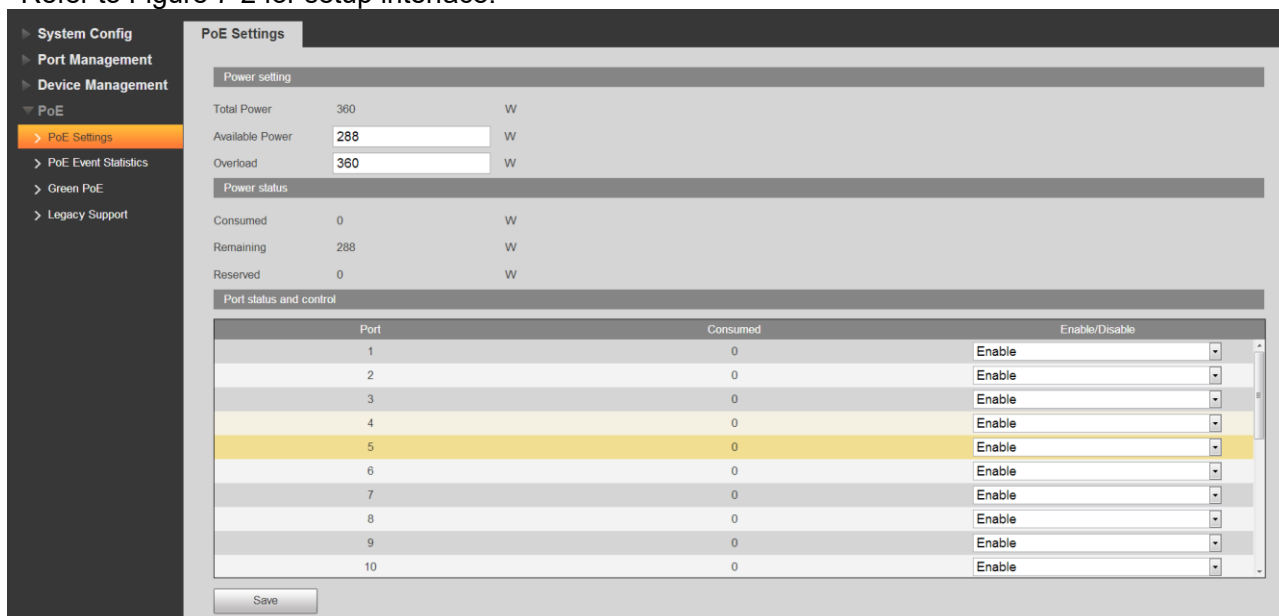 Refer to Figure 7-2 for setup interface.
System Config
Port Management
Device Management
PoE
PoE Settings
PoE Event Statistics
Green PoE
Legacy Support
PoE Settings
Power setting
Total Power 360 W
Available Power 288 W
Overload 360 W
Power status
Consumed 0 W
Remaining 288 W
Reserved 0 W
Port status and control
Port Consumed Enable/Disable
1 0 Enable
2 0 Enable
3 0 Enable
4 0 Enable
5 0 Enable
6 0 Enable
7 0 Enable
8 0 Enable
9 0 Enable
10 0 Enable
Save